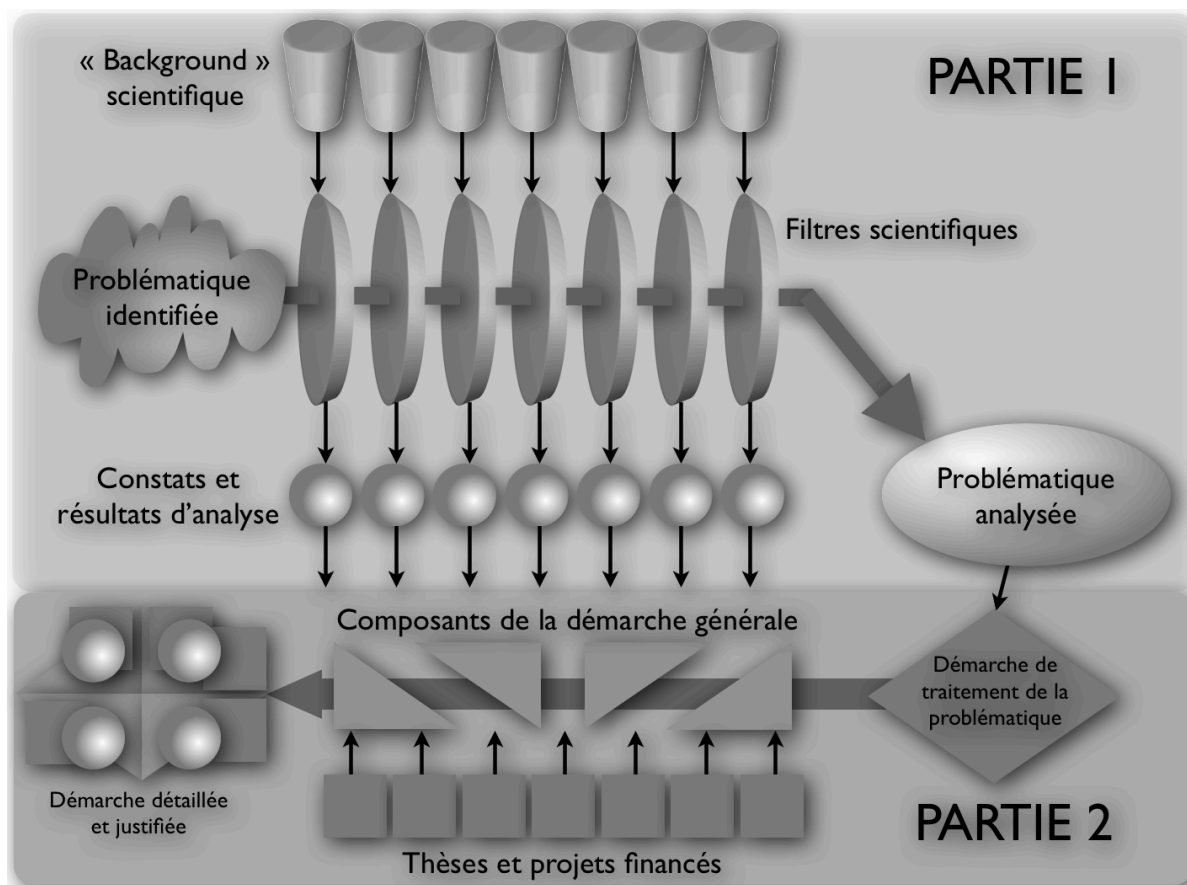 « Background »
scientifique
PARTIE 1
Filtres scientifiques
Problématique
identifiée
Constats et
résultats d’analyse
Problématique
analysée
Composants de la démarche générale
Démarche de
traitement de la
problématique
Démarche détaillée
et justifiée
Thèses et projets financés
PARTIE 2